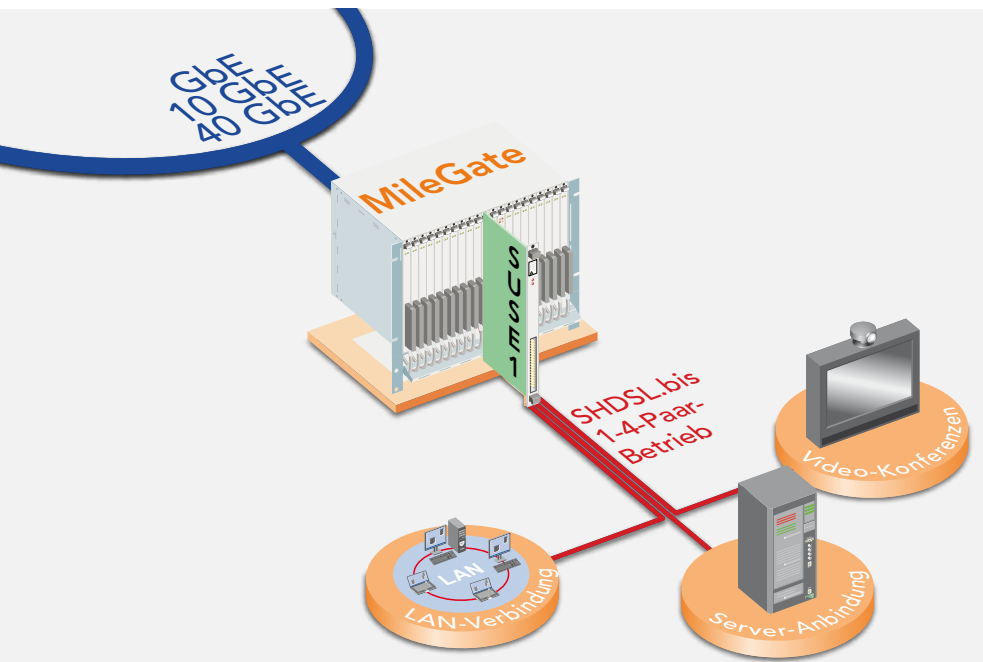 GbE
10 GbE
40 GbE
MileGate
SUSE1
SHDSL.bis
1-4-Paar-
Betrieb
Video-Konferenzen
LAN
LAN-Verbindung
Server-Anbindung